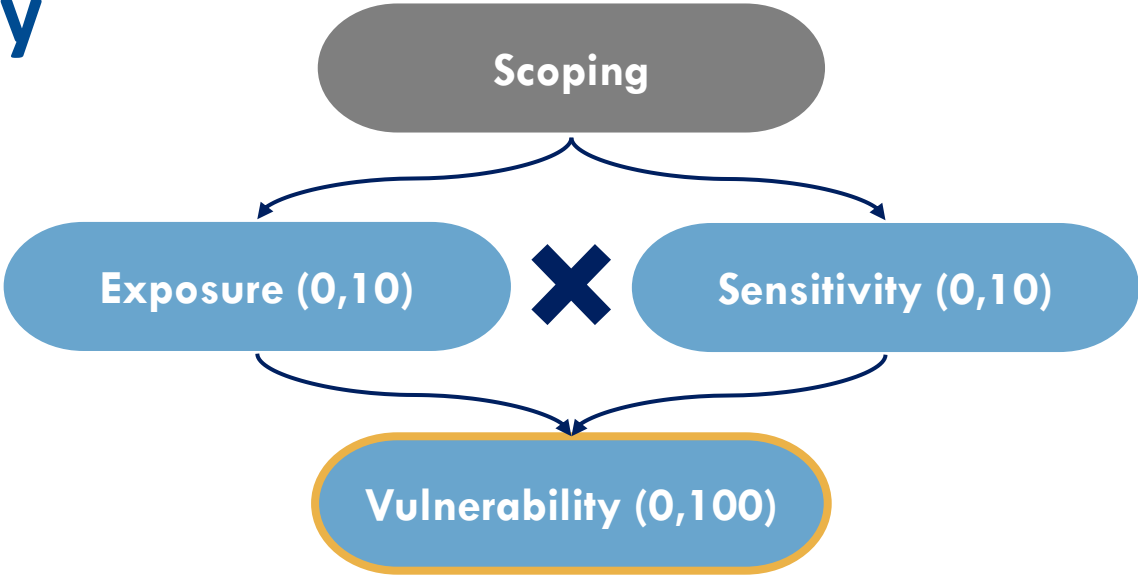 y
Scoping
Exposure (0,10)
Sensitivity (0,10)
Vulnerability (0,100)